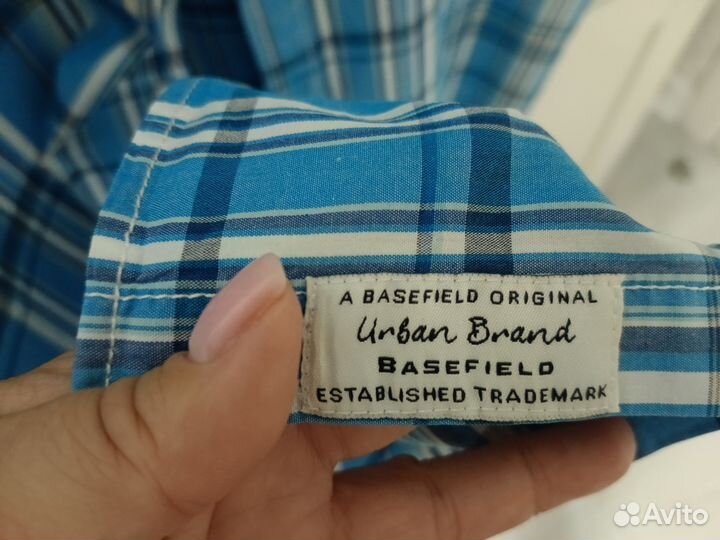 A BASEFIELD ORIGINAL
Urban Brand
BASEFIELD
ESTABLISHED TRADEMARK
Avito